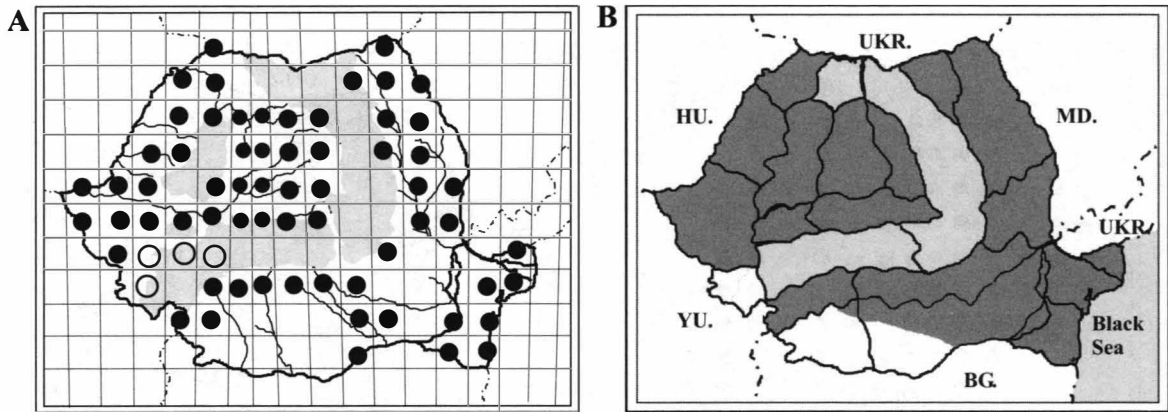 A
B
UKR.
HU.
MD.
UKR.
YU.
Black
Sea
BG.